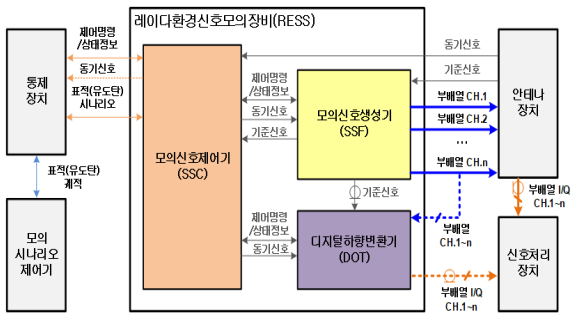 레이다환경신호모의장비(RESS)
제어명령
/상태정보
동기신호
표적(유도탄)
시나리오
통제
장치
표적(유도탄)
궤적
모의
시나리오
제어기
모의신호제어기
(SSC)
동기신호
기준신호
제어명령
/상태정보
동기신호
기준신호
모의신호생성기
(SSF)
부배열 CH.1
부배열 CH.2
...
부배열 CH.n
안테나
장치
기준신호
부배열
CH.1~n
부배열 I/Q
CH.1~n
제어명령
/상태정보
동기신호
디지털하향변환기
(DOT)
신호처리
장치
부배열 I/Q
CH.1~n